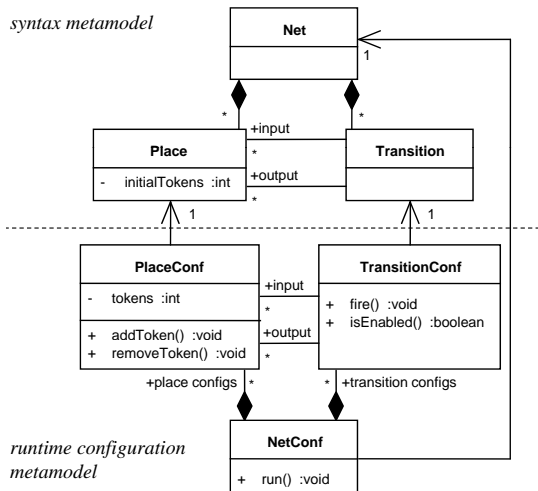 syntax metamodel
Net
1
*
*
+input
*
Place
Transition
- initialTokens :int
+output
*
1
1
PlaceConf
TransitionConf
- tokens :int
+input
*
+ fire() :void
+ isEnabled() :boolean
+ addToken() :void
+ removeToken() :void
+output
*
+place configs *
* +transition configs
runtime configuration
metamodel
NetConf
+ run() :void